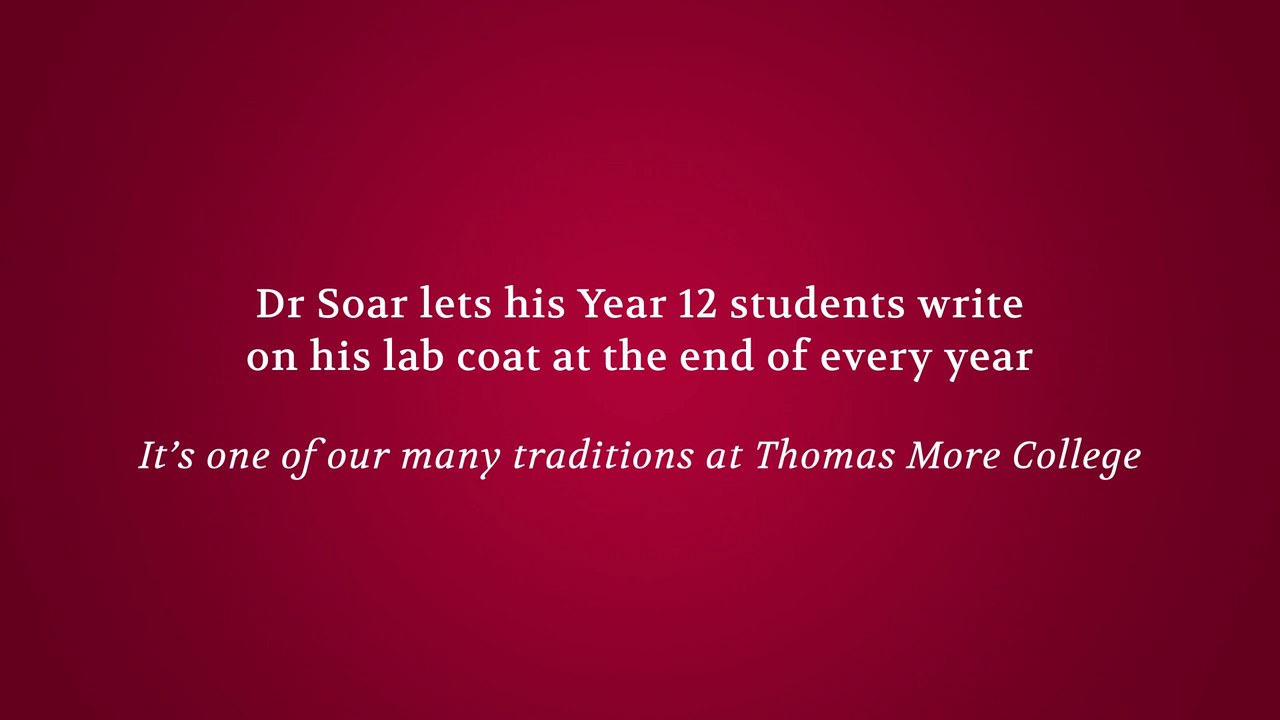 Dr Soar lets his Year 12 students write
on his lab coat at the end of every year
It’s one of our many traditions at Thomas More College